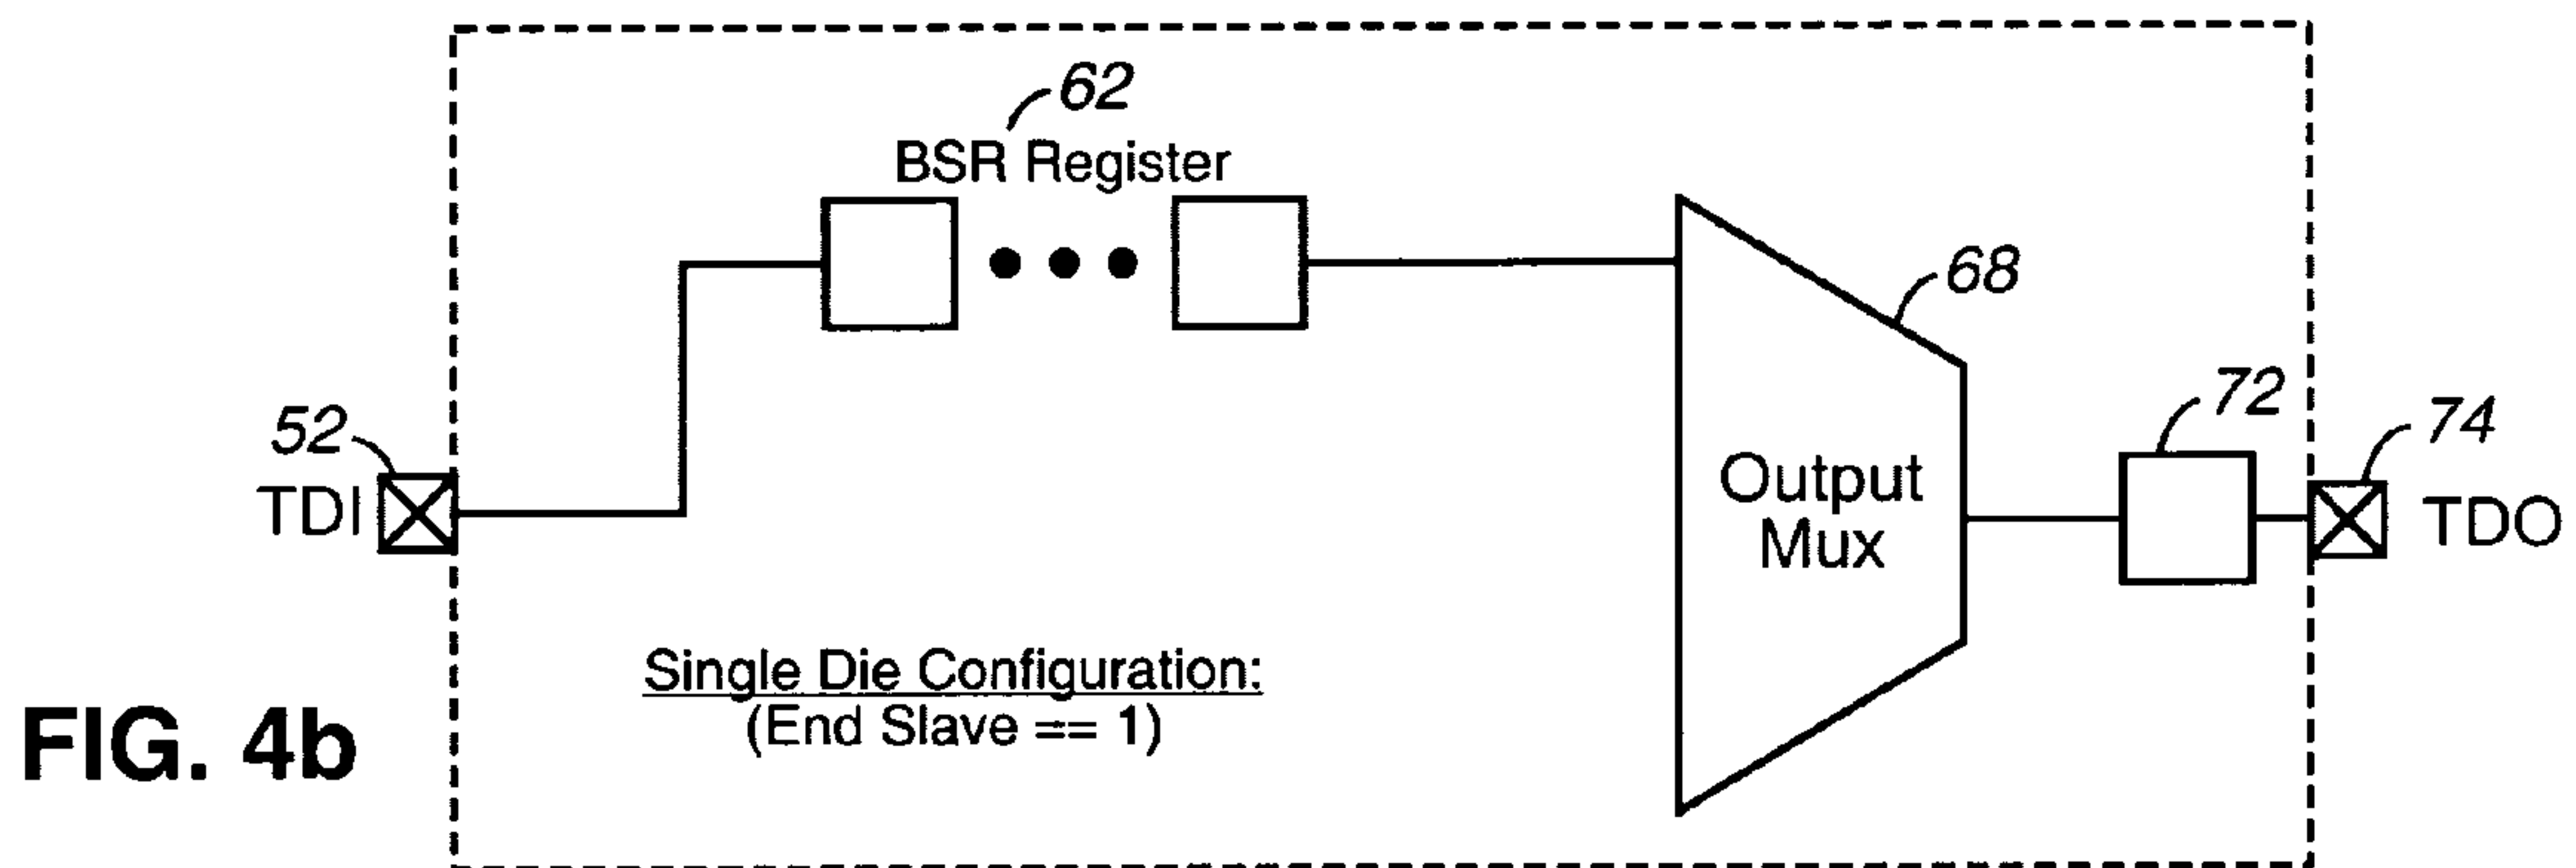 62
BSR Register
68
Output
Mux
72
74
TDO
52
TDI
Single Die Configuration:
(End Slave == 1)
FIG. 4b